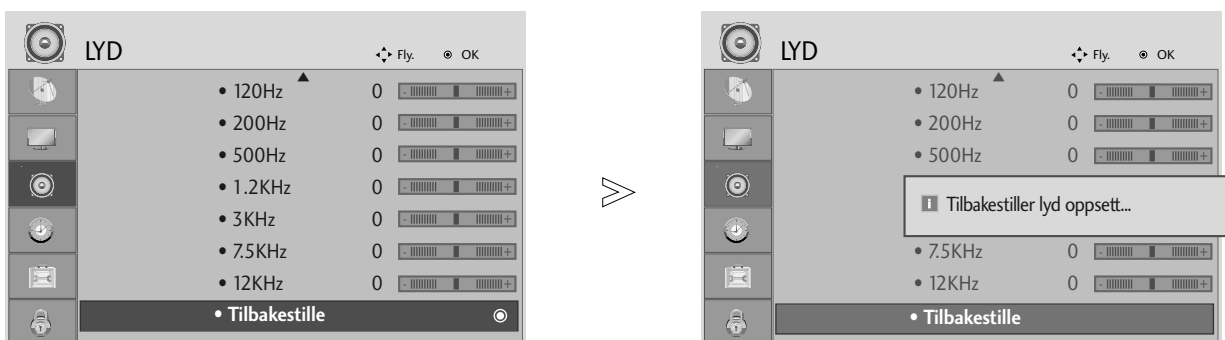 LYD Fly. OK
• 120Hz 0 - +
• 200Hz 0 - +
• 500Hz 0 - +
• 1.2KHz 0 - +
• 3KHz 0 - +
• 7.5KHz 0 - +
• 12KHz 0 - +
• Tilbakestille
LYD Fly. OK
• 120Hz 0 - +
• 200Hz 0 - +
• 500Hz 0 - +
i Tilbakestiller lyd oppsett...
• 7.5KHz 0 - +
• 12KHz 0 - +
• Tilbakestille